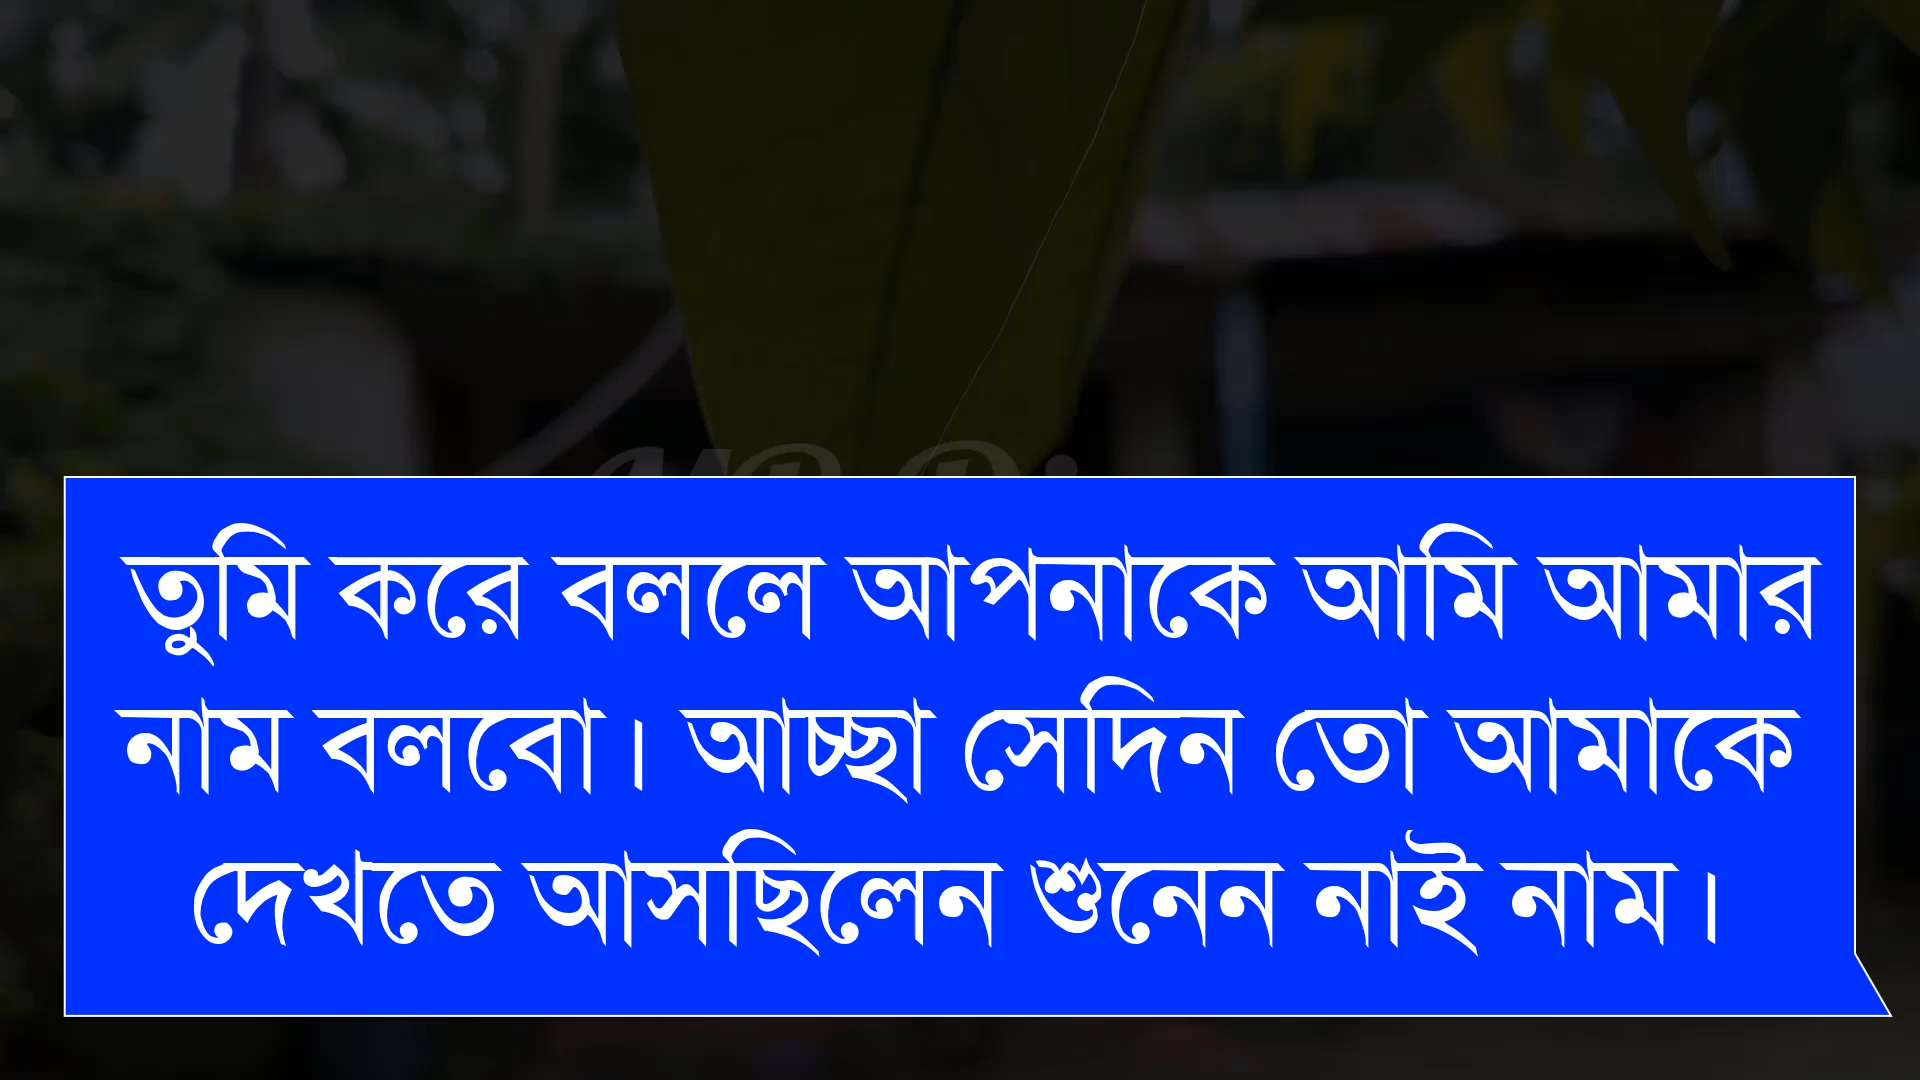 তুমি করে বললে আপনাকে আমি আমার
নাম বলবো। আচ্ছা সেদিন তো আমাকে
দেখতে আসছিলেন শুনেন নাই নাম।